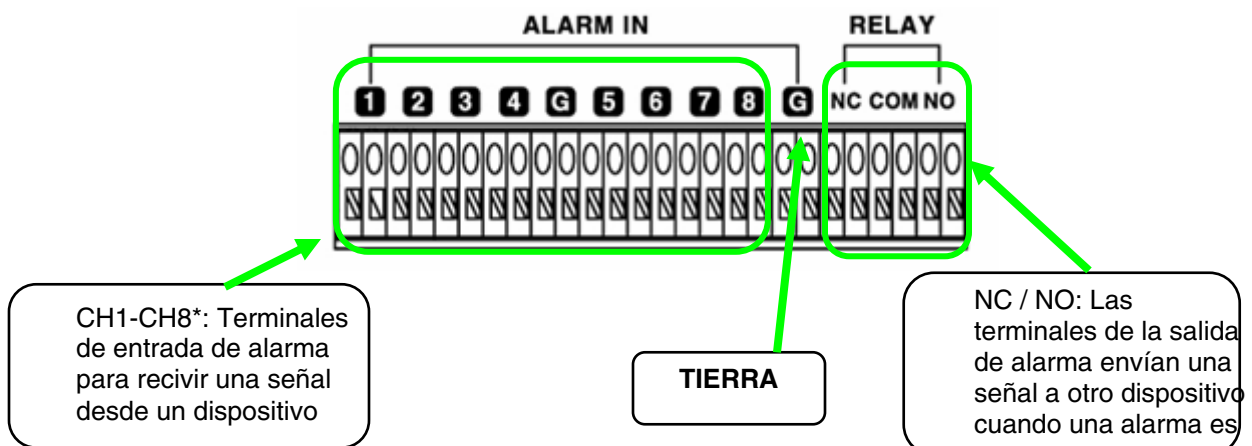 ALARM IN RELAY
1 2 3 4 G 5 6 7 8 G NC COM NO
CH1-CH8*: Terminales
de entrada de alarma
para recivir una señal
desde un dispositivo
TIERRA
NC / NO: Las
terminales de la salida
de alarma envían una
señal a otro dispositivo
cuando una alarma es